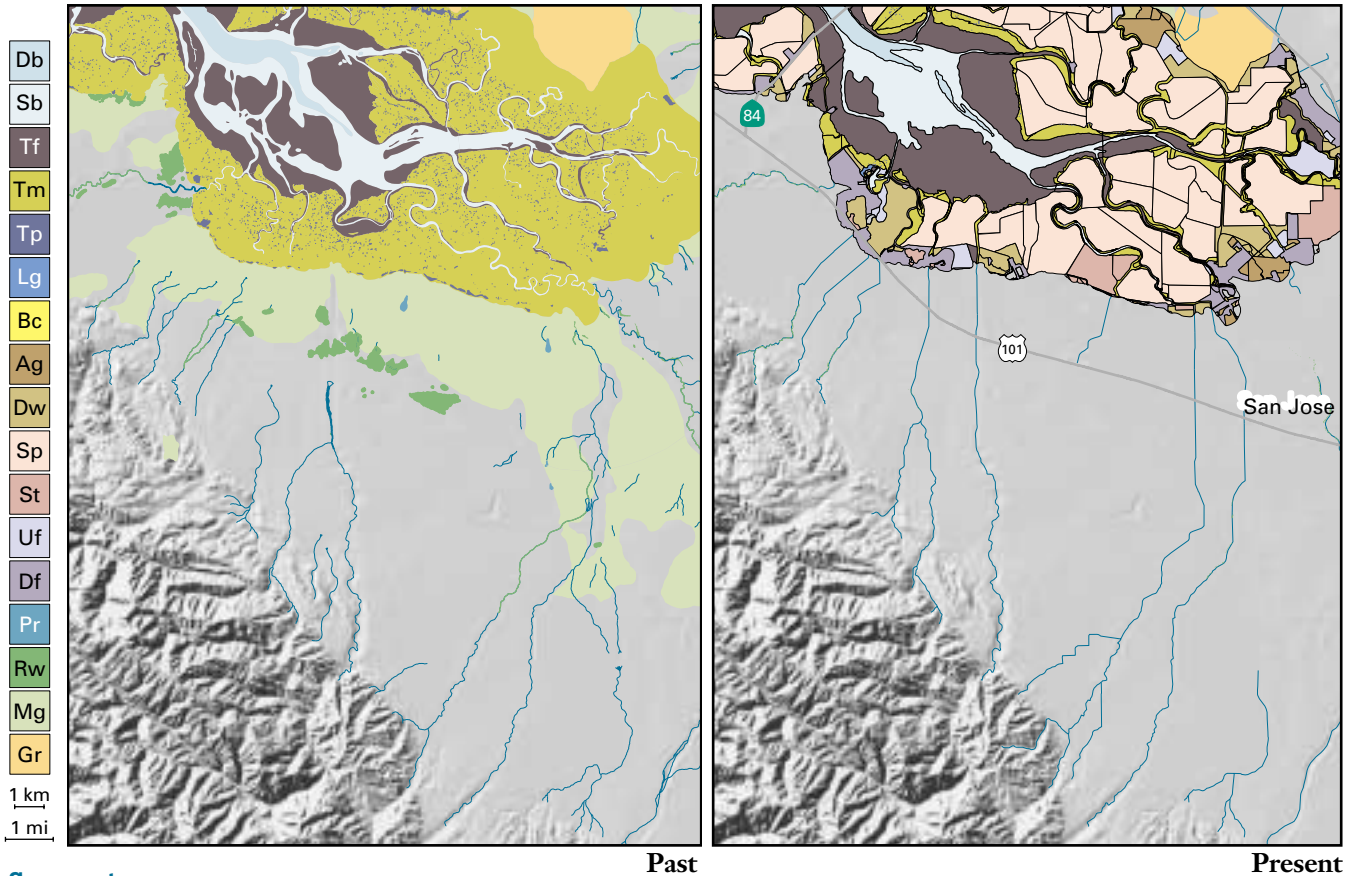 Db
Sb
Tf
Tm
Tp
Lg
Bc
Ag
Dw
Sp
St
Uf
Df
Pr
Rw
Mg
Gr
1 km
1 mi
84
101
San Jose
Past
Present